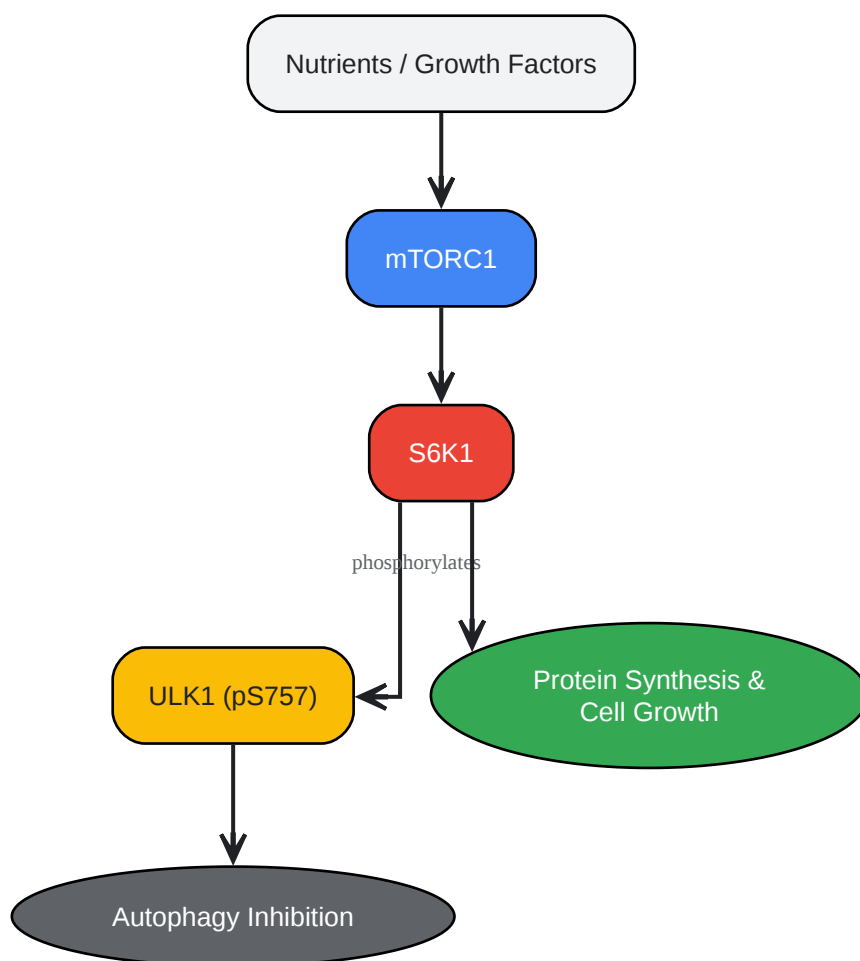 Nutrients / Growth Factors
mTORC1
S6K1
phosphorylates
ULK1 (pS757)
Protein Synthesis &
Cell Growth
Autophagy Inhibition